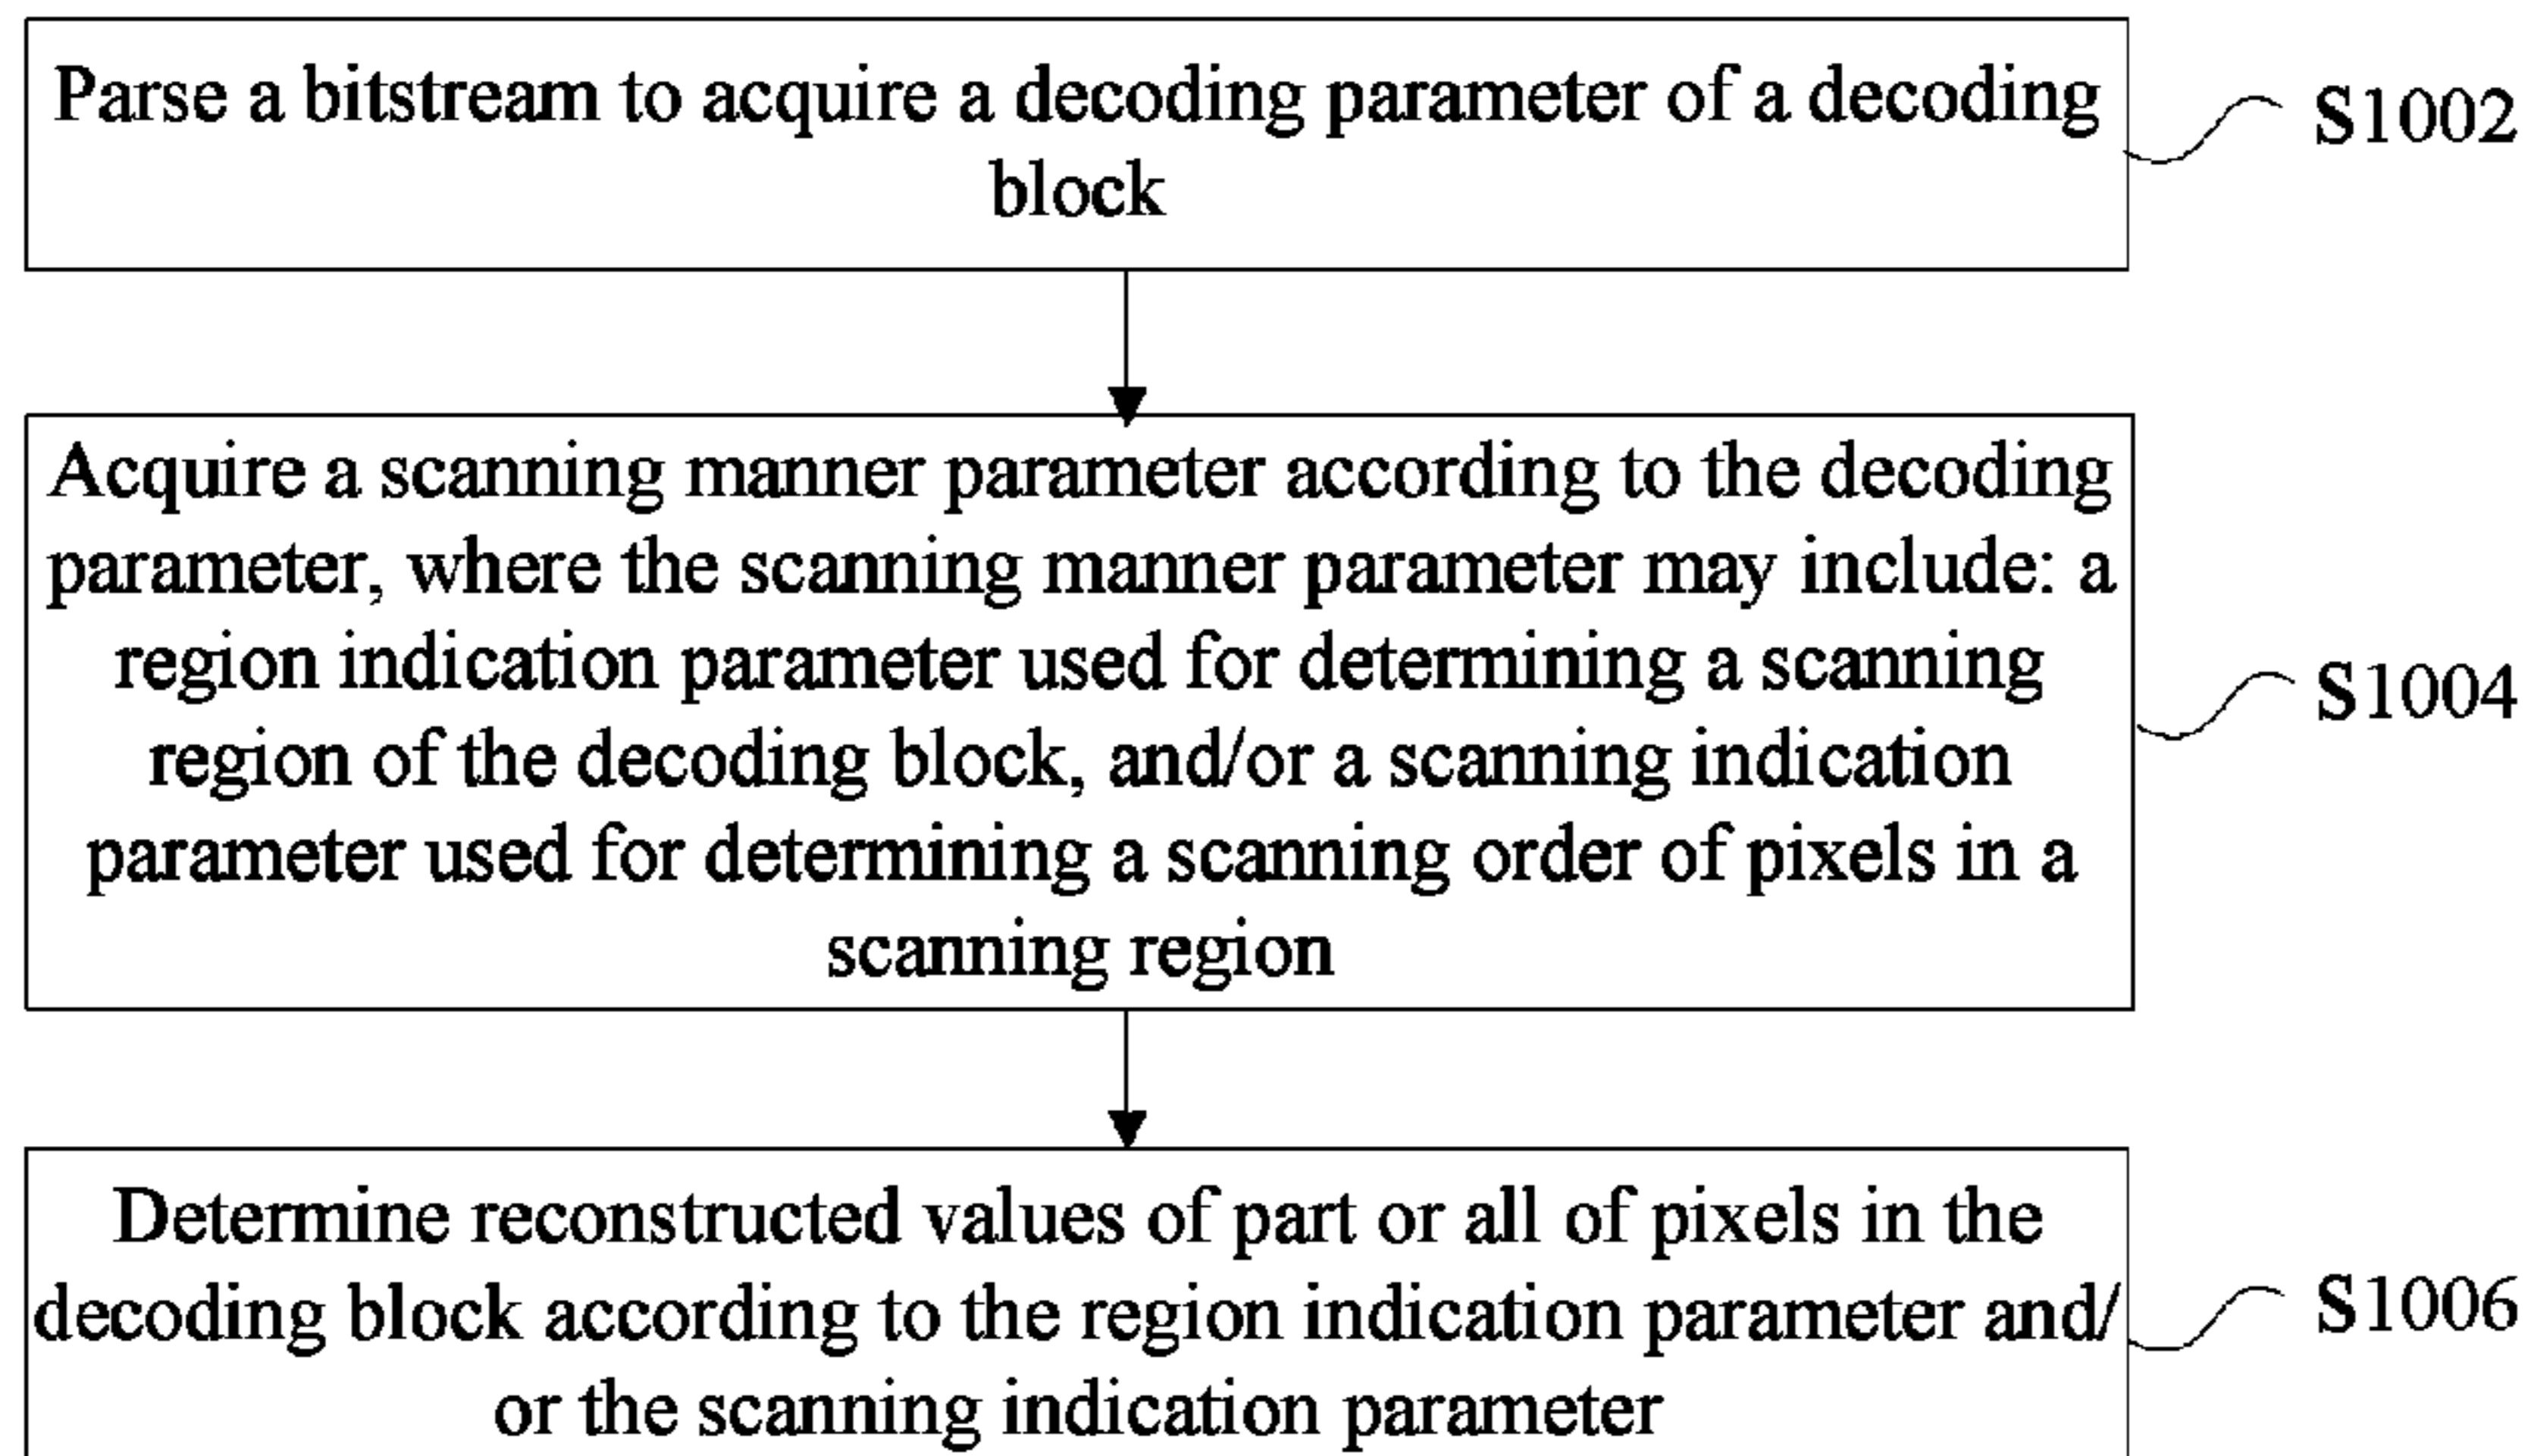 Parse a bitstream to acquire a decoding parameter of a decoding
block
S1002
Acquire a scanning manner parameter according to the decoding
parameter, where the scanning manner parameter may include: a
region indication parameter used for determining a scanning
region of the decoding block, and/or a scanning indication
parameter used for determining a scanning order of pixels in a
scanning region
S1004
Determine reconstructed values of part or all of pixels in the
decoding block according to the region indication parameter and/
or the scanning indication parameter
S1006